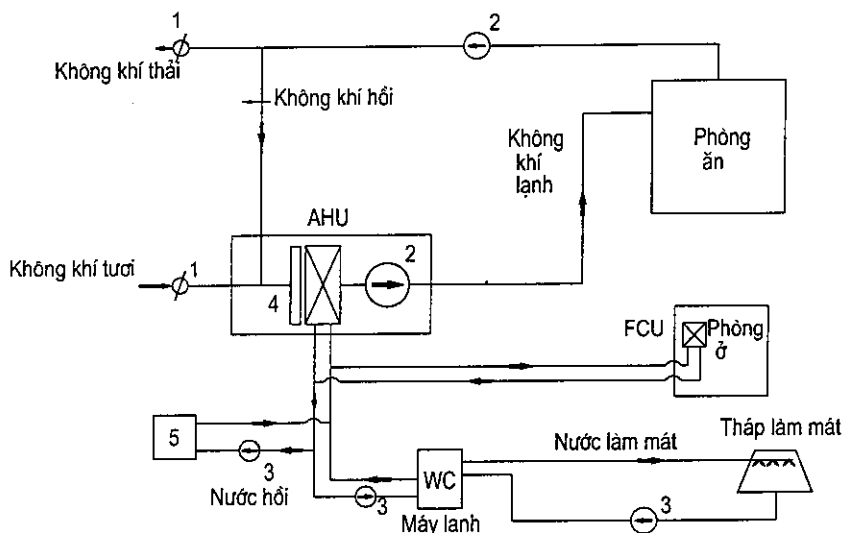 1
2
Không khí thải
Không khí hồi
Không
khí
lạnh
Phòng
ăn
AHU
Không khí tươi
1
4
2
FCU
Phòng
ở
5
3
Nước hồi
3
WC
Máy lanh
Nước làm mát
Tháp làm mát
3